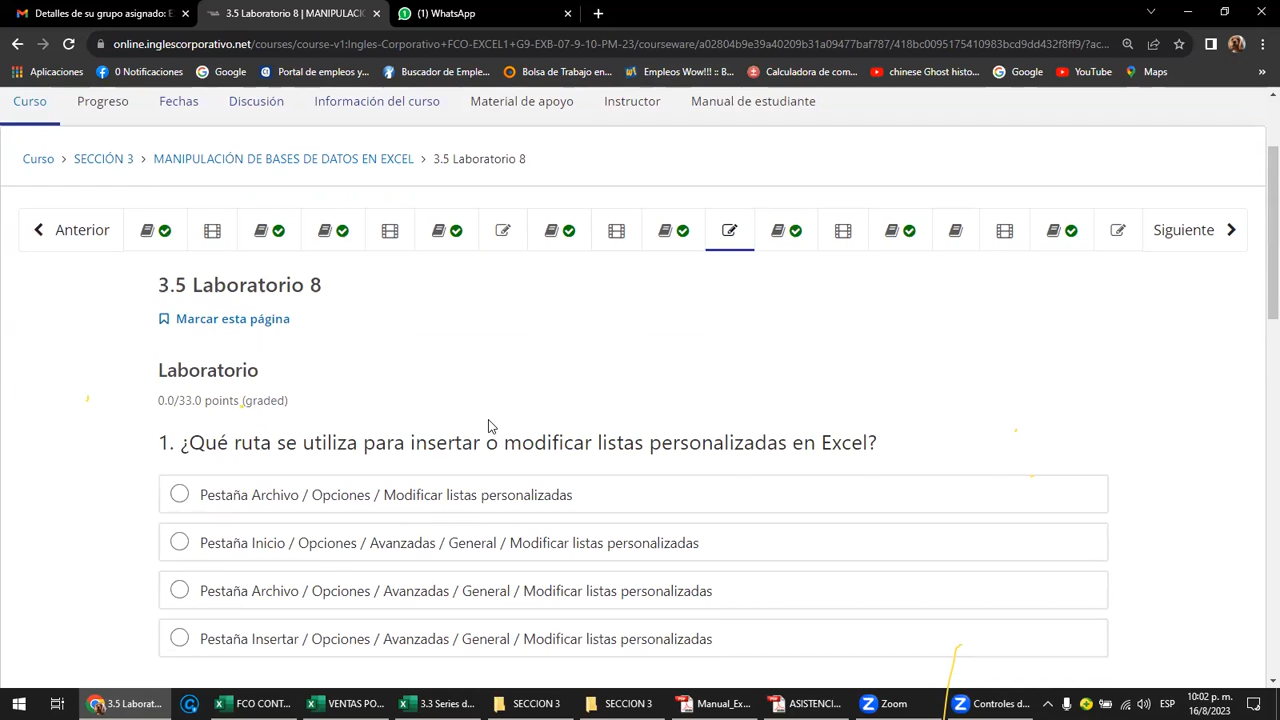 Detalles de su grupo asignado: E
3.5 Laboratorio 8 | MANIPULACIO
(1) WhatsApp
online.inglescorporativo.net/courses/course-v1:Ingles-Corporativo+FCO-EXCEL1+G9-EXB-07-9-10-PM-23/courseware/a02804b9e39a40209b31a09477baf787/418bc0095175410983bcd9dd432f8ff9/?ac...
Aplicaciones
0 Notificaciones
Google
Portal de empleos y...
Buscador de Emple...
Bolsa de Trabajo en...
Empleos Wow!!! :: B...
Calculadora de com...
chinese Ghost histo...
Google
YouTube
Maps
Curso
Progreso
Fechas
Discusión
Información del curso
Material de apoyo
Instructor
Manual de estudiante
Curso > SECCIÓN 3 > MANIPULACIÓN DE BASES DE DATOS EN EXCEL > 3.5 Laboratorio 8
Anterior
Siguiente
3.5 Laboratorio 8
Marcar esta página
Laboratorio
0.0/33.0 points (graded)
1. ¿Qué ruta se utiliza para insertar o modificar listas personalizadas en Excel?
Pestaña Archivo / Opciones / Modificar listas personalizadas
Pestaña Inicio / Opciones / Avanzadas / General / Modificar listas personalizadas
Pestaña Archivo / Opciones / Avanzadas / General / Modificar listas personalizadas
Pestaña Insertar / Opciones / Avanzadas / General / Modificar listas personalizadas
3.5 Laborat...
FCO CONT...
VENTAS PO...
3.3 Series d...
SECCION 3
SECCION 3
Manual_Ex...
ASISTENCI...
Zoom
Controles d...
ESP
10:02 p. m.
16/8/2023